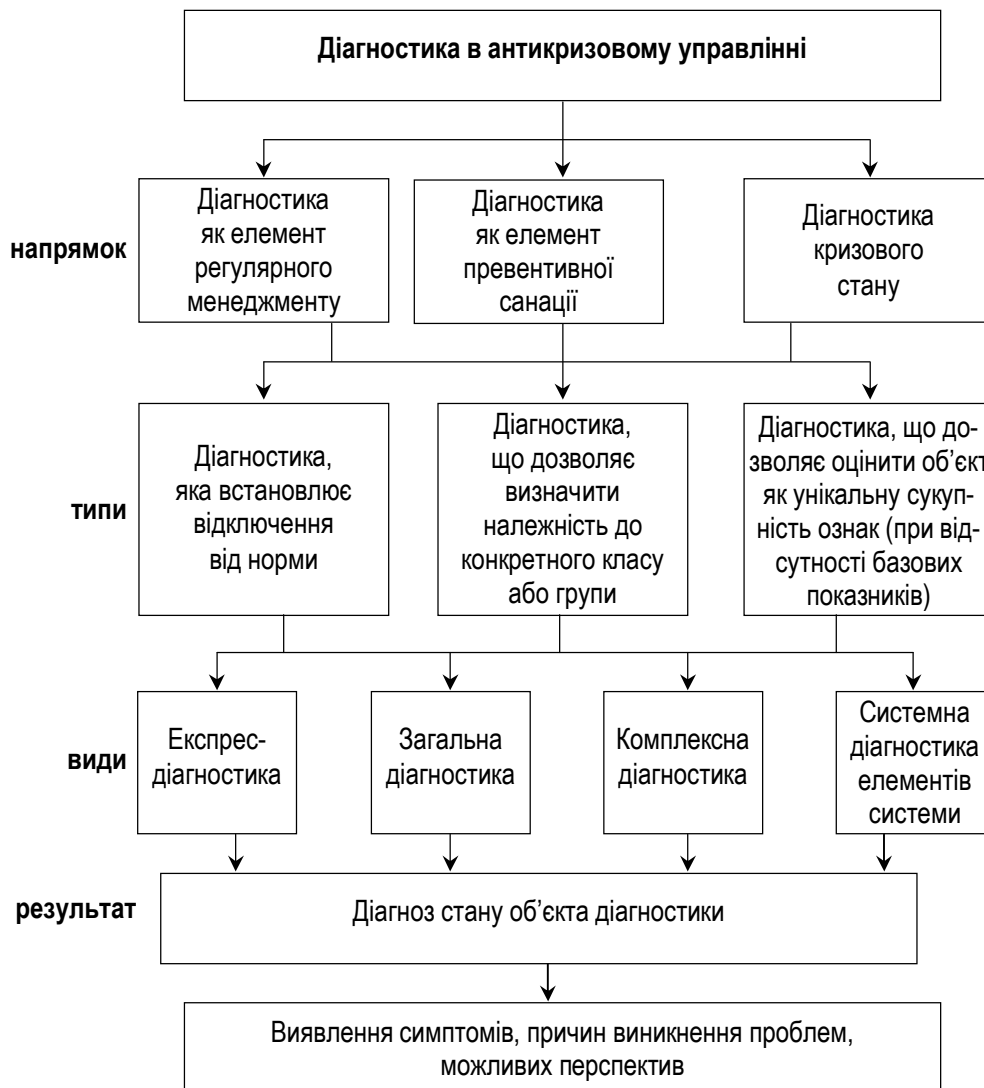 Діагностика в антикризовому управлінні
напрямок
Діагностика
як елемент
регулярного
менеджменту
Діагностика
як елемент
превентивної
санації
Діагностика
кризового
стану
типи
Діагностика,
яка встановлює
відключення
від норми
Діагностика,
що дозволяє
визначити
належність до
конкретного класу
або групи
Діагностика, що до-
зволяє оцінити об’єкт
як унікальну сукуп-
ність ознак (при від-
сутності базових
показників)
види
Експрес-
діагностика
Загальна
діагностика
Комплексна
діагностика
Системна
діагностика
елементів
системи
результат
Діагноз стану об’єкта діагностики
Виявлення симптомів, причин виникнення проблем,
можливих перспектив